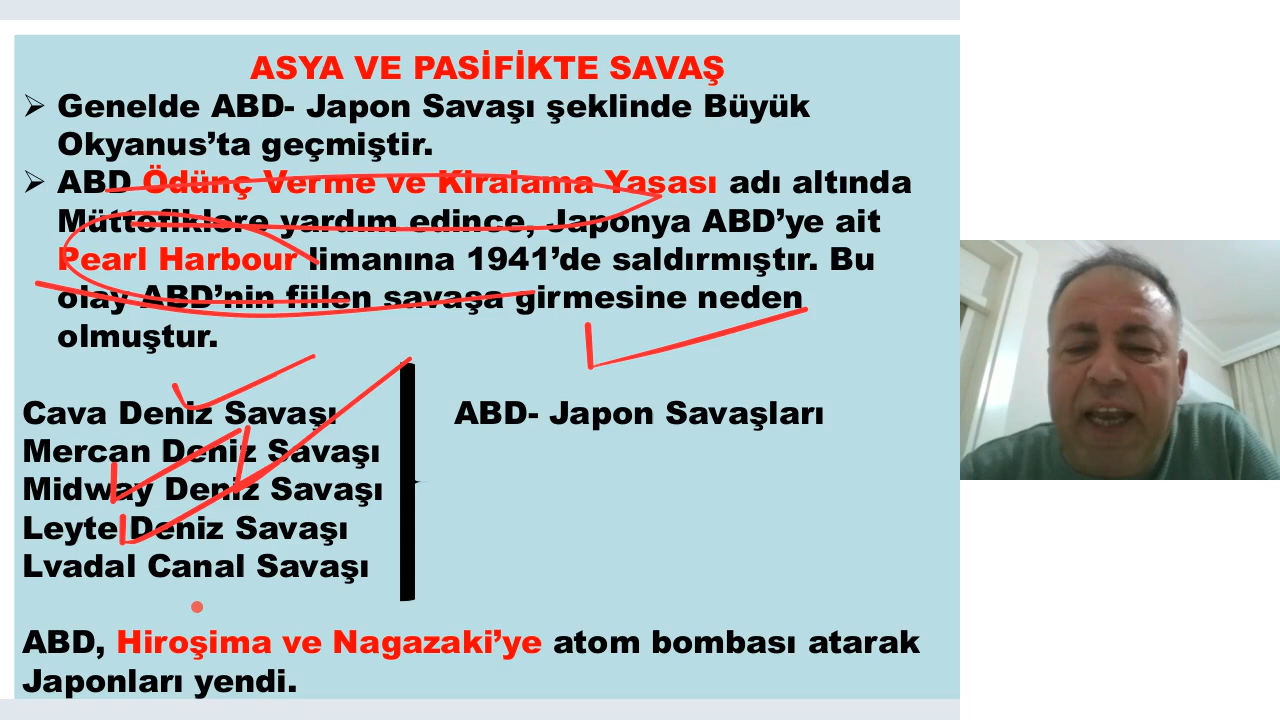 ASYA VE PASİFİKTE SAVAŞ
Genelde ABD- Japon Savaşı şeklinde Büyük
Okyanus’ta geçmiştir.
ABD Ödünç Verme ve Kiralama Yasası adı altında
Müttefiklere yardım edince, Japonya ABD’ye ait
Pearl Harbour limanına 1941’de saldırmıştır. Bu
olay ABD’nin fiilen savaşa girmesine neden
olmuştur.
Cava Deniz Savaşı
Mercan Deniz Savaşı
Midway Deniz Savaşı
Leyte Deniz Savaşı
Lvadal Canal Savaşı
ABD- Japon Savaşları
ABD, Hiroşima ve Nagazaki’ye atom bombası atarak
Japonları yendi.